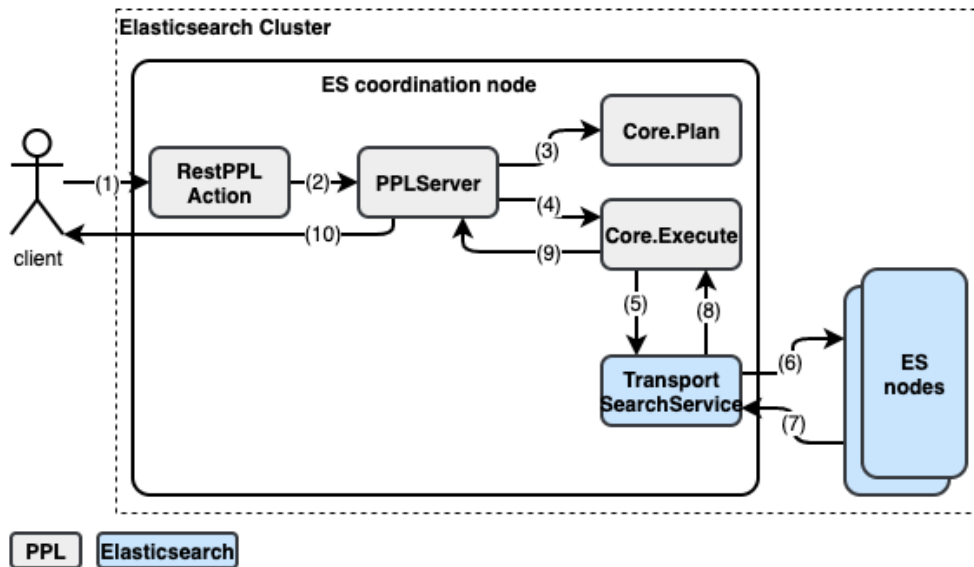 Elasticsearch Cluster
ES coordination node
Core.Plan
(3)
RestPPL
Action
(1)
(2)
PPLServer
(4)
Core.Execute
(10)
(9)
client
(5)
(8)
Transport
SearchService
(6)
(7)
ES
nodes
PPL
Elasticsearch